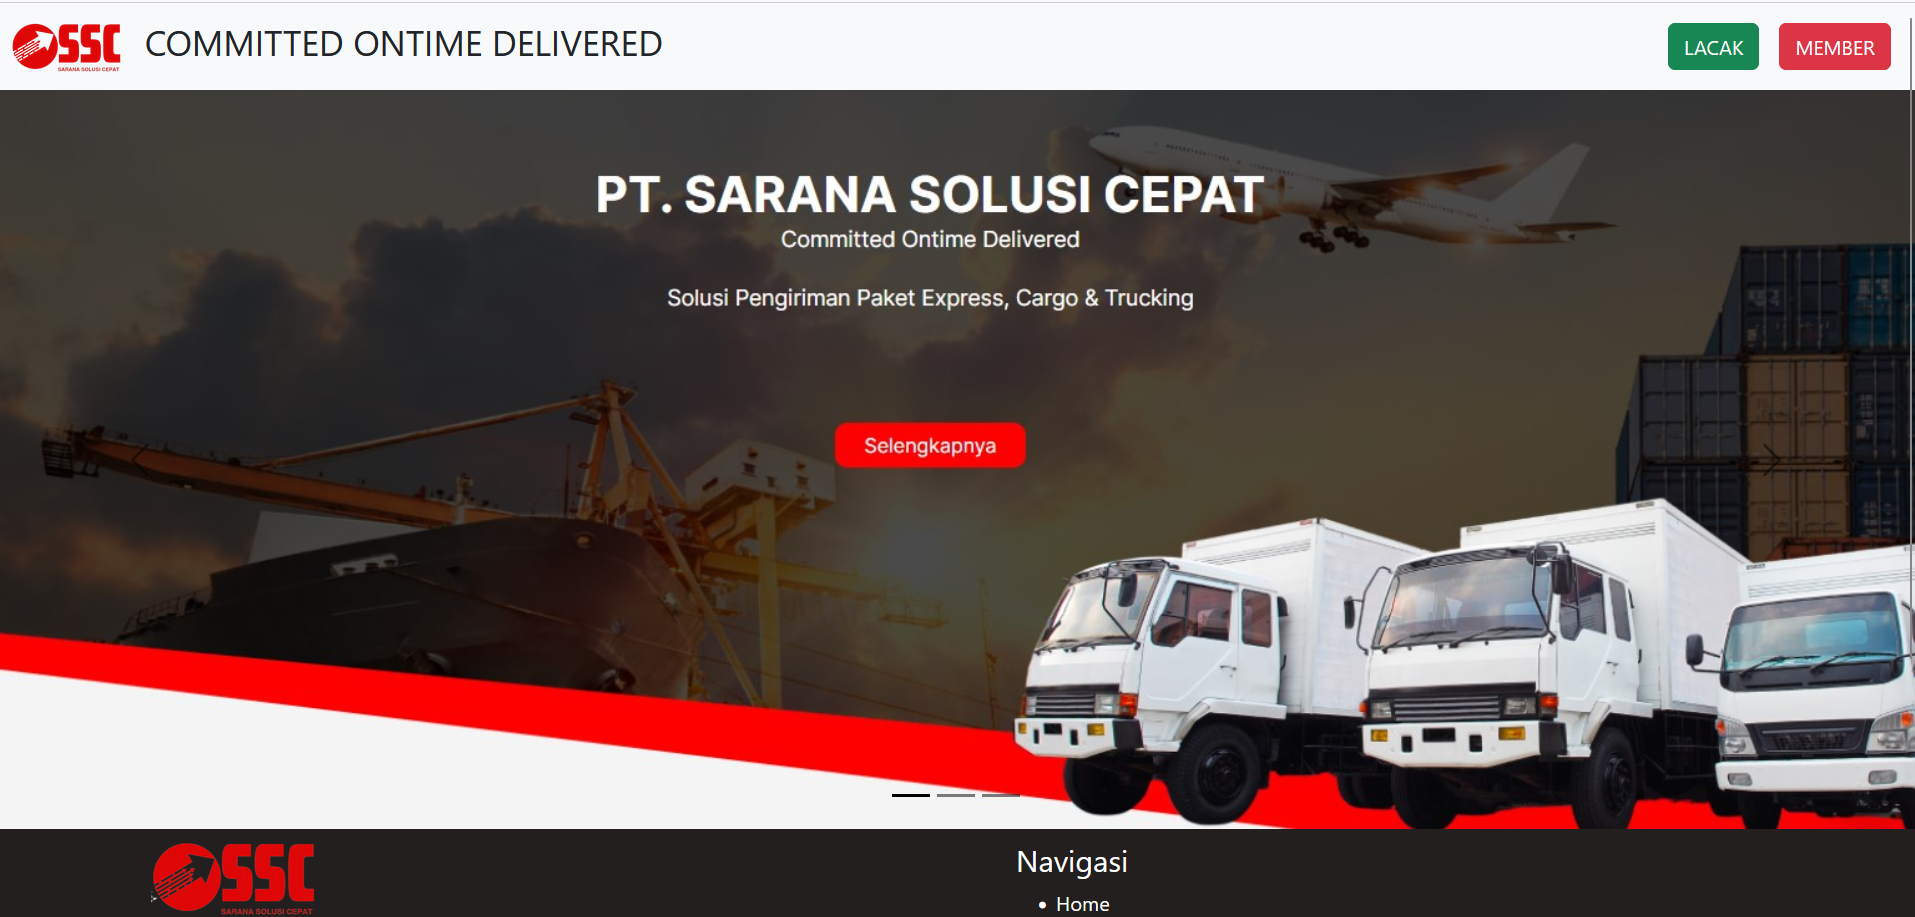 SSC
SARANA SOLUSI CEPAT
COMMITTED ONTIME DELIVERED
LACAK
MEMBER
PT. SARANA SOLUSI CEPAT
Committed Ontime Delivered
Solusi Pengiriman Paket Express, Cargo & Trucking
Selengkapnya
SSC
SARANA SOLUSI CEPAT
Navigasi
• Home